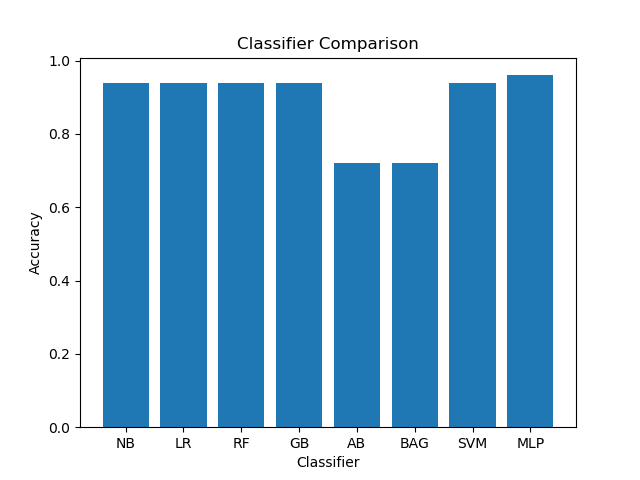 Classifier Comparison
1.0
0.8
0.6
0.4
0.2
0.0
Accuracy
NB LR RF GB AB BAG SVM MLP
Classifier